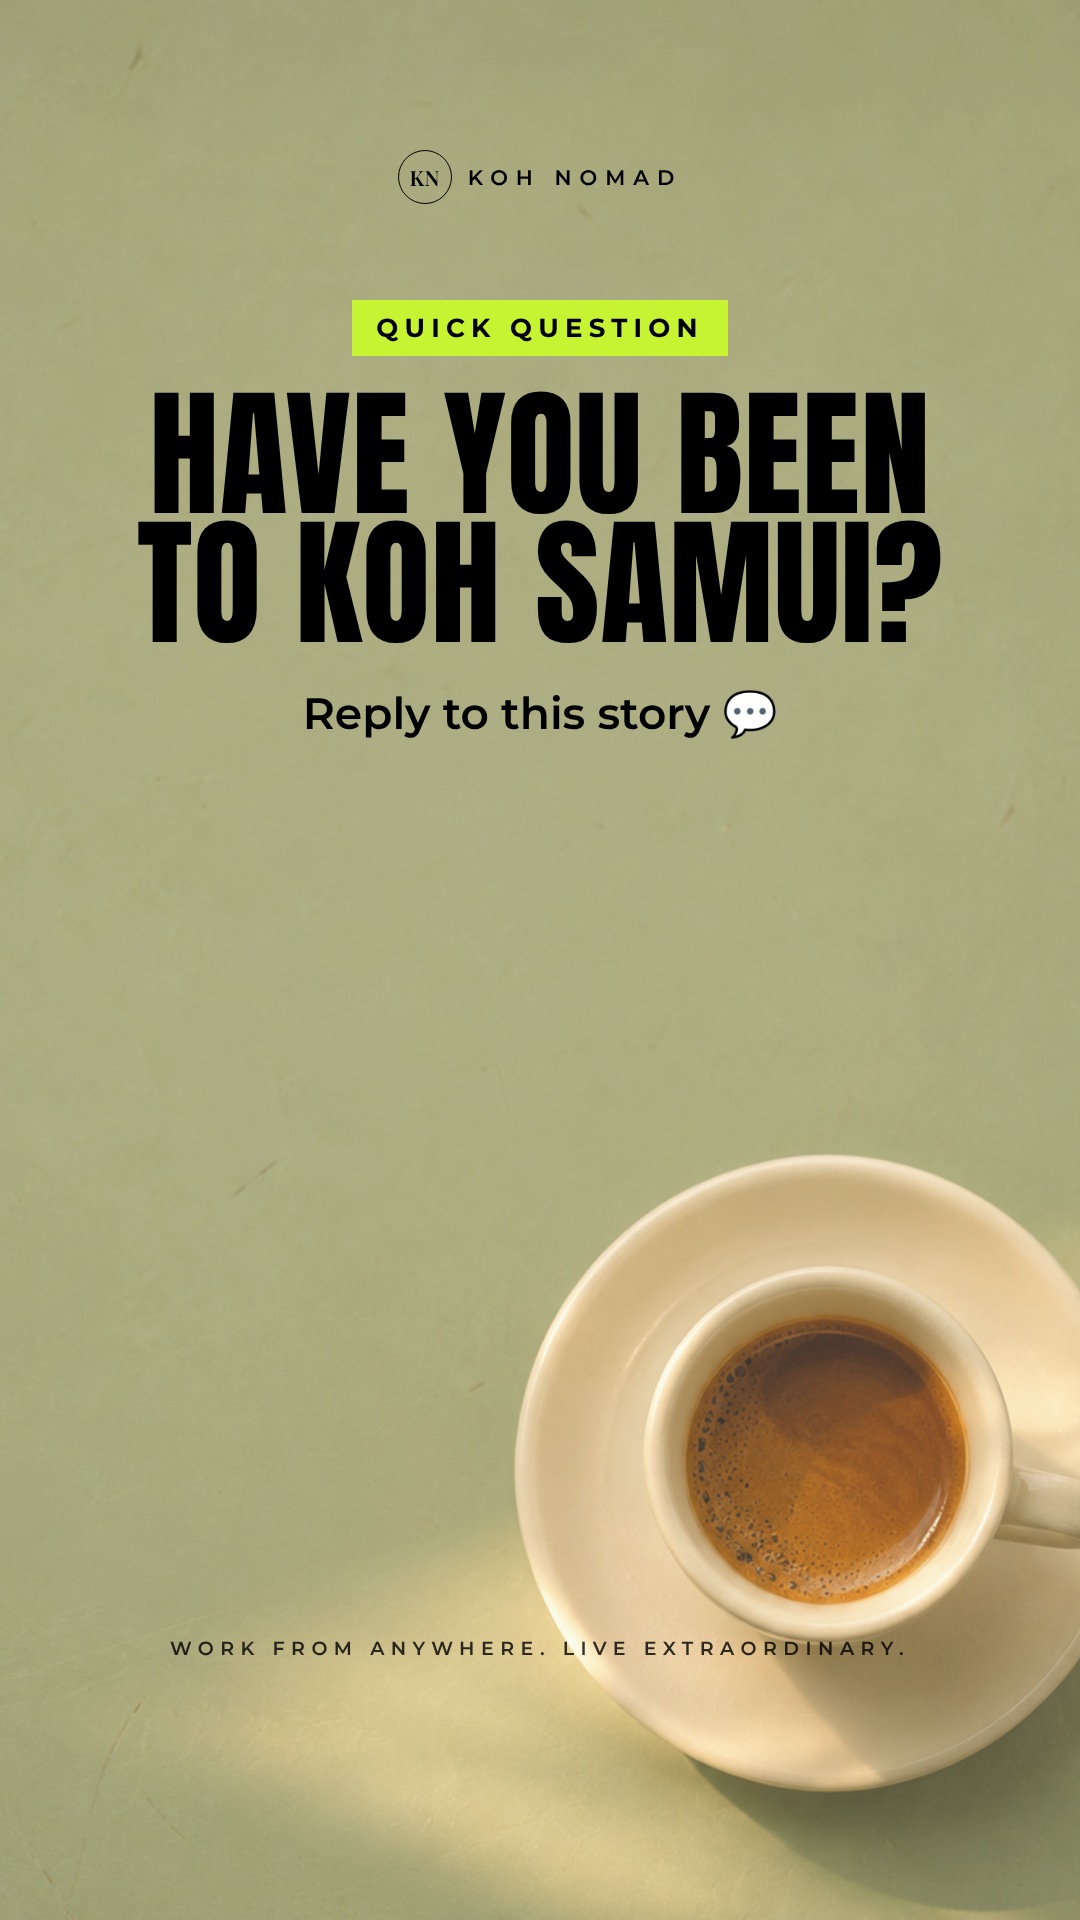 KN KOH NOMAD
QUICK QUESTION
HAVE YOU BEEN
TO KOH SAMUI?
Reply to this story 💬
WORK FROM ANYWHERE. LIVE EXTRAORDINARY.